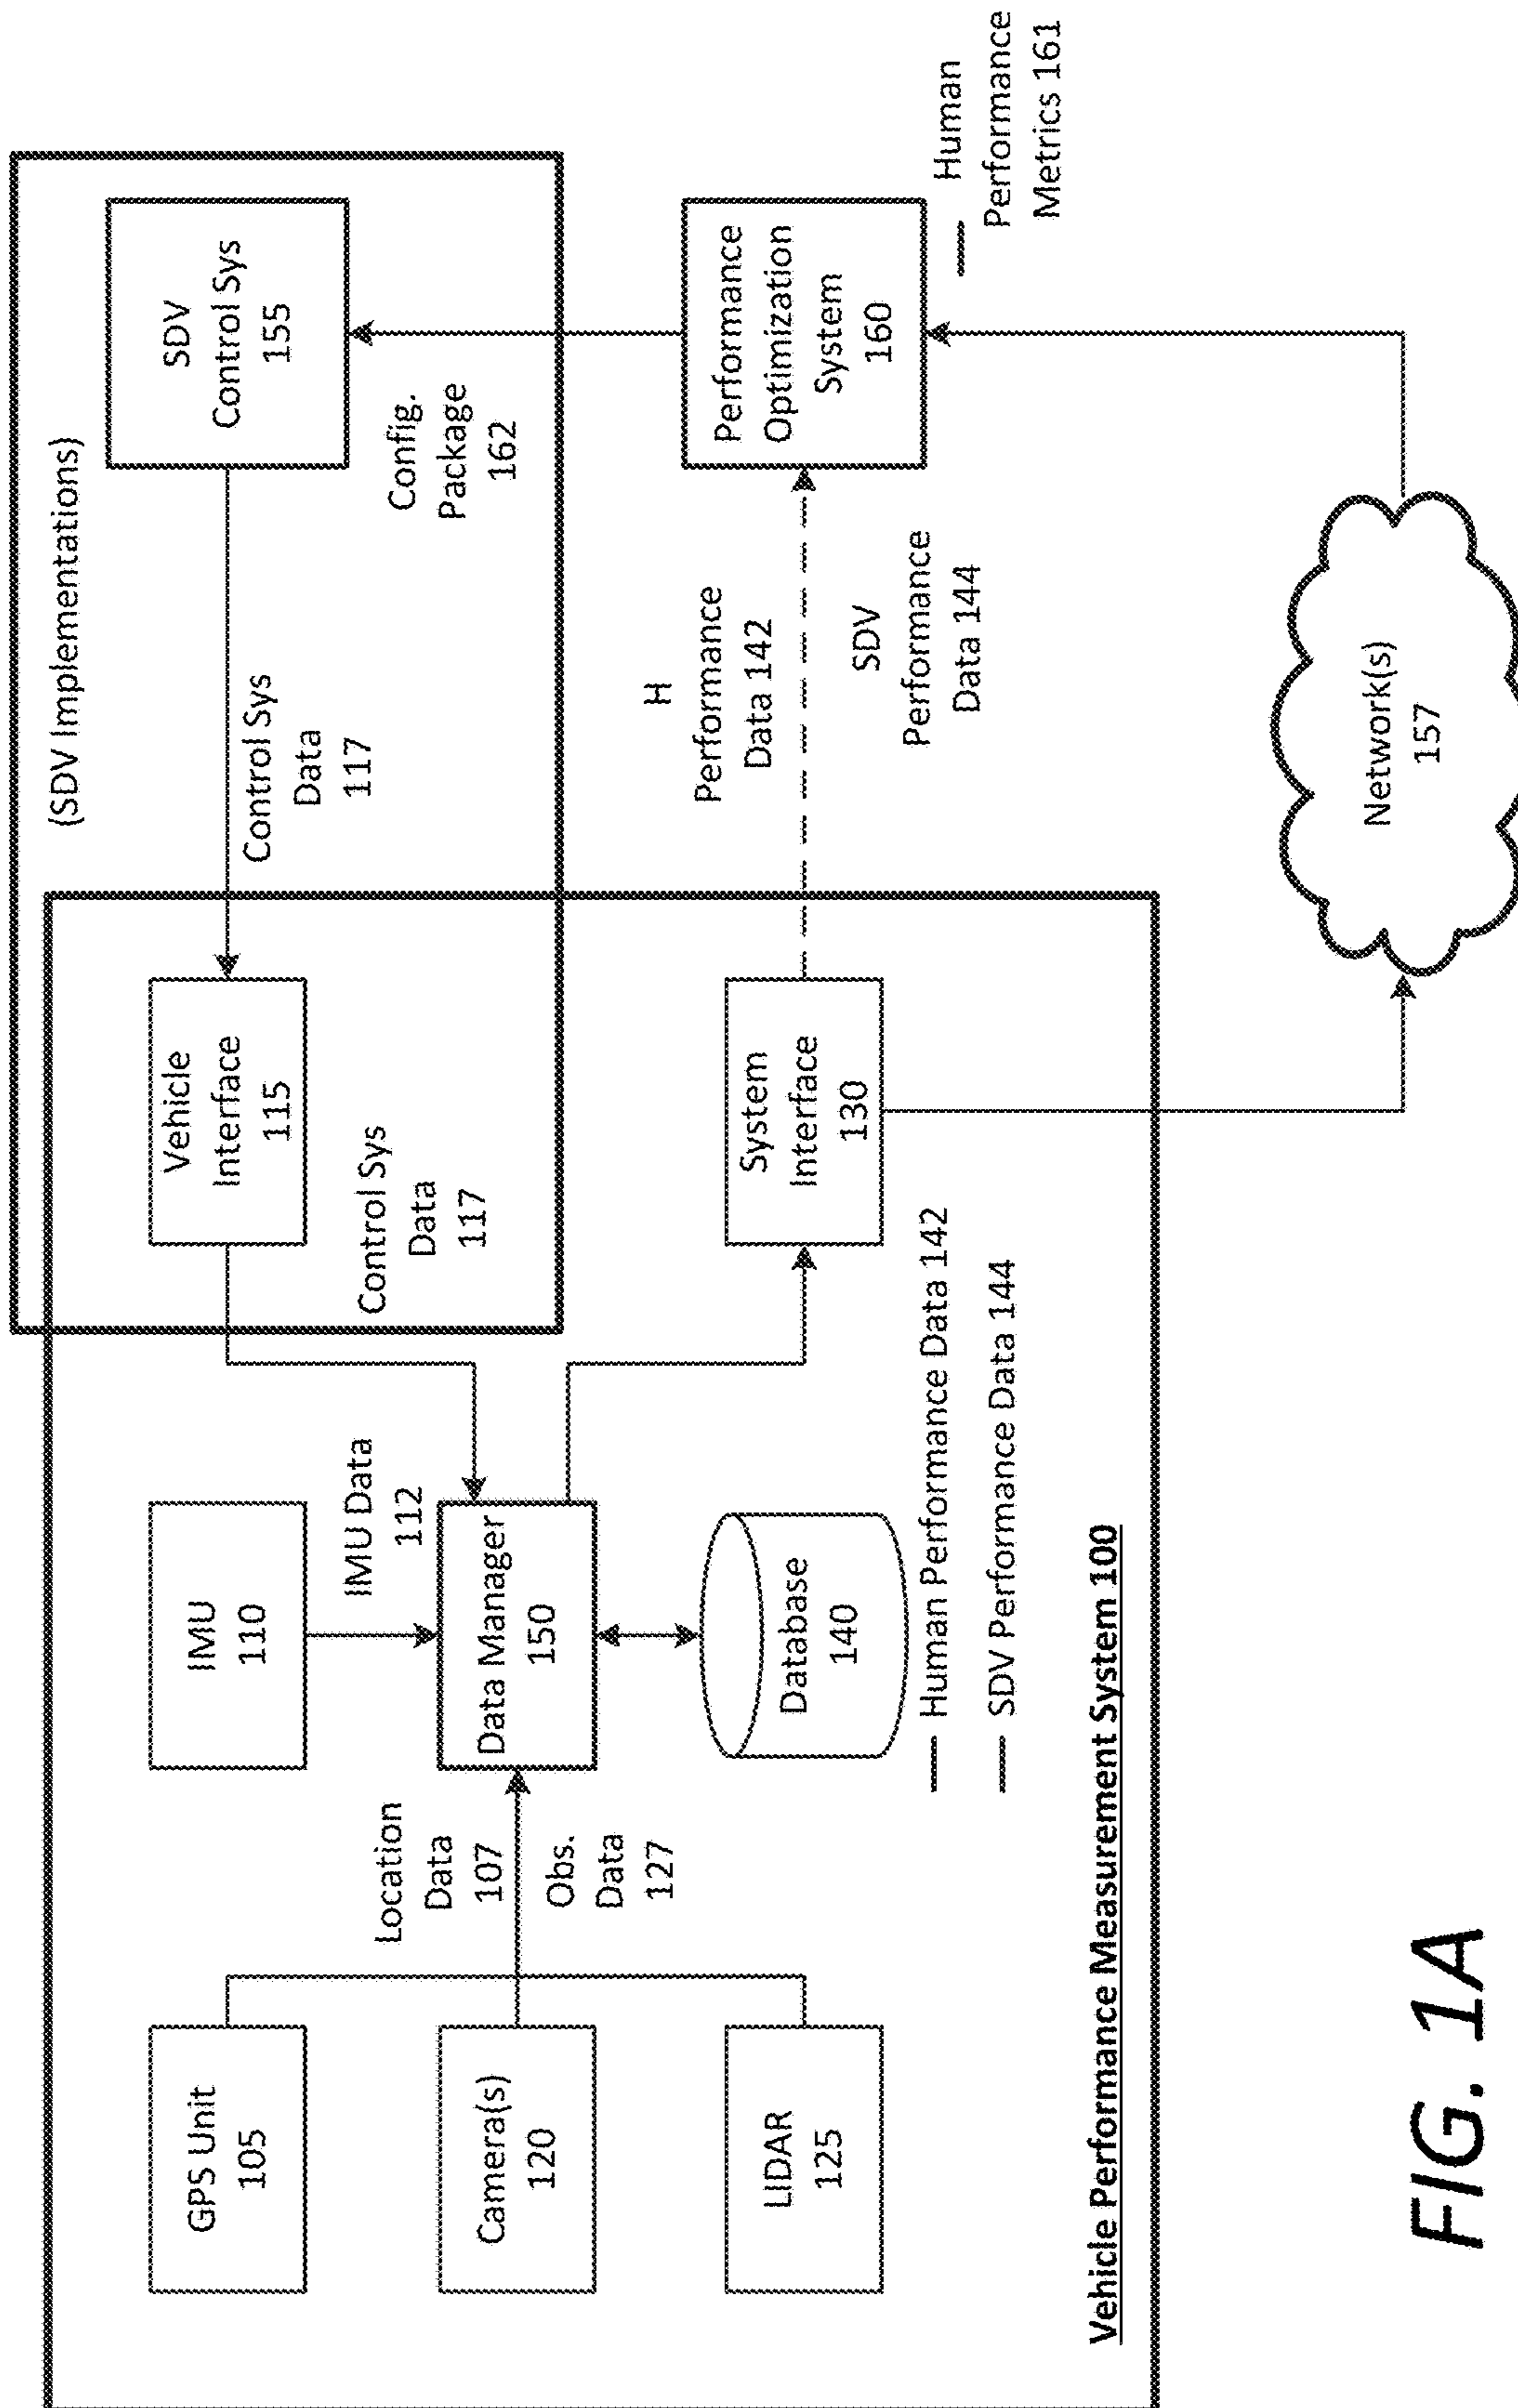 (SDV Implementations)
GPS Unit
105
IMU
110
Vehicle
Interface
115
Control Sys
Data
117
SDV
Control Sys
155
Location
Data
107
IMU Data
112
Control Sys
Data
117
Config.
Package
162
Camera(s)
120
Obs.
Data
127
Data Manager
150
H
Performance
Data 142
LIDAR
125
Database
140
System
Interface
130
SDV
Performance
Data 144
Performance
Optimization
System
160
Human Performance Data 142
SDV Performance Data 144
Human
Performance
Metrics 161
Vehicle Performance Measurement System 100
Network(s)
157
FIG. 1A